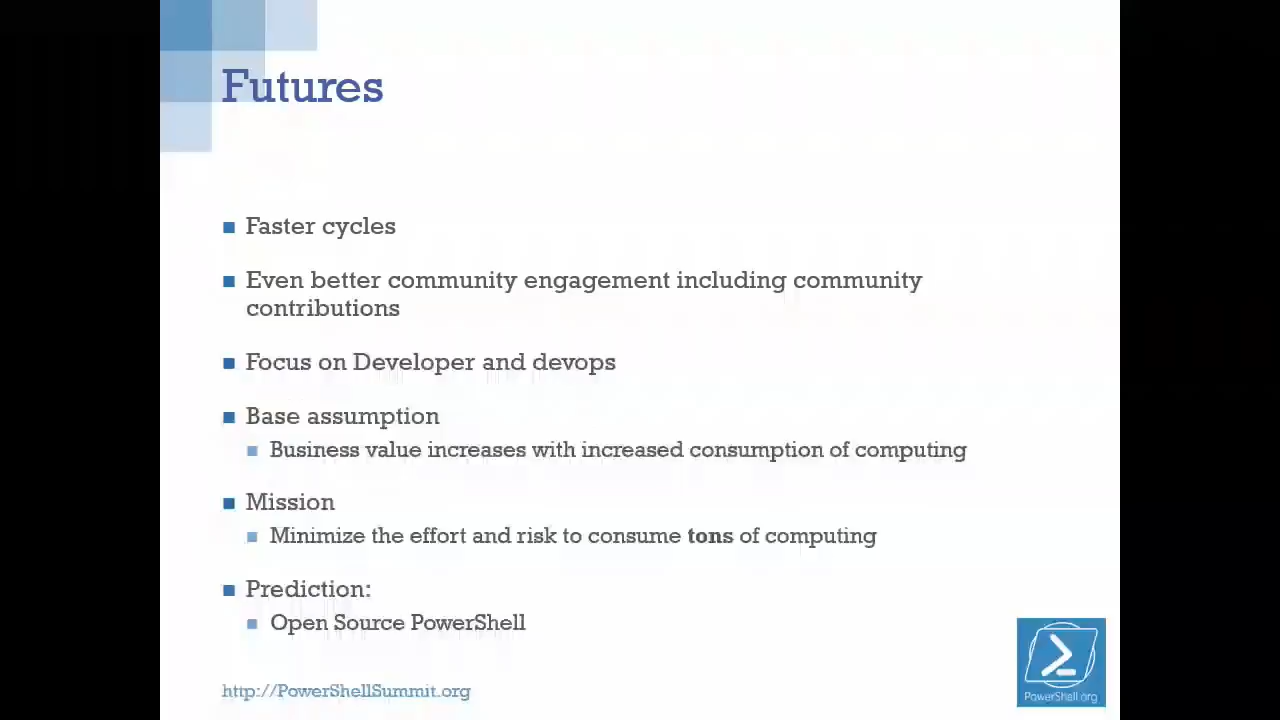 Futures
Faster cycles
Even better community engagement including community
contributions
Focus on Developer and devops
Base assumption
Business value increases with increased consumption of computing
Mission
Minimize the effort and risk to consume tons of computing
Prediction:
Open Source PowerShell
http://PowerShellSummit.org
PowerShell.org